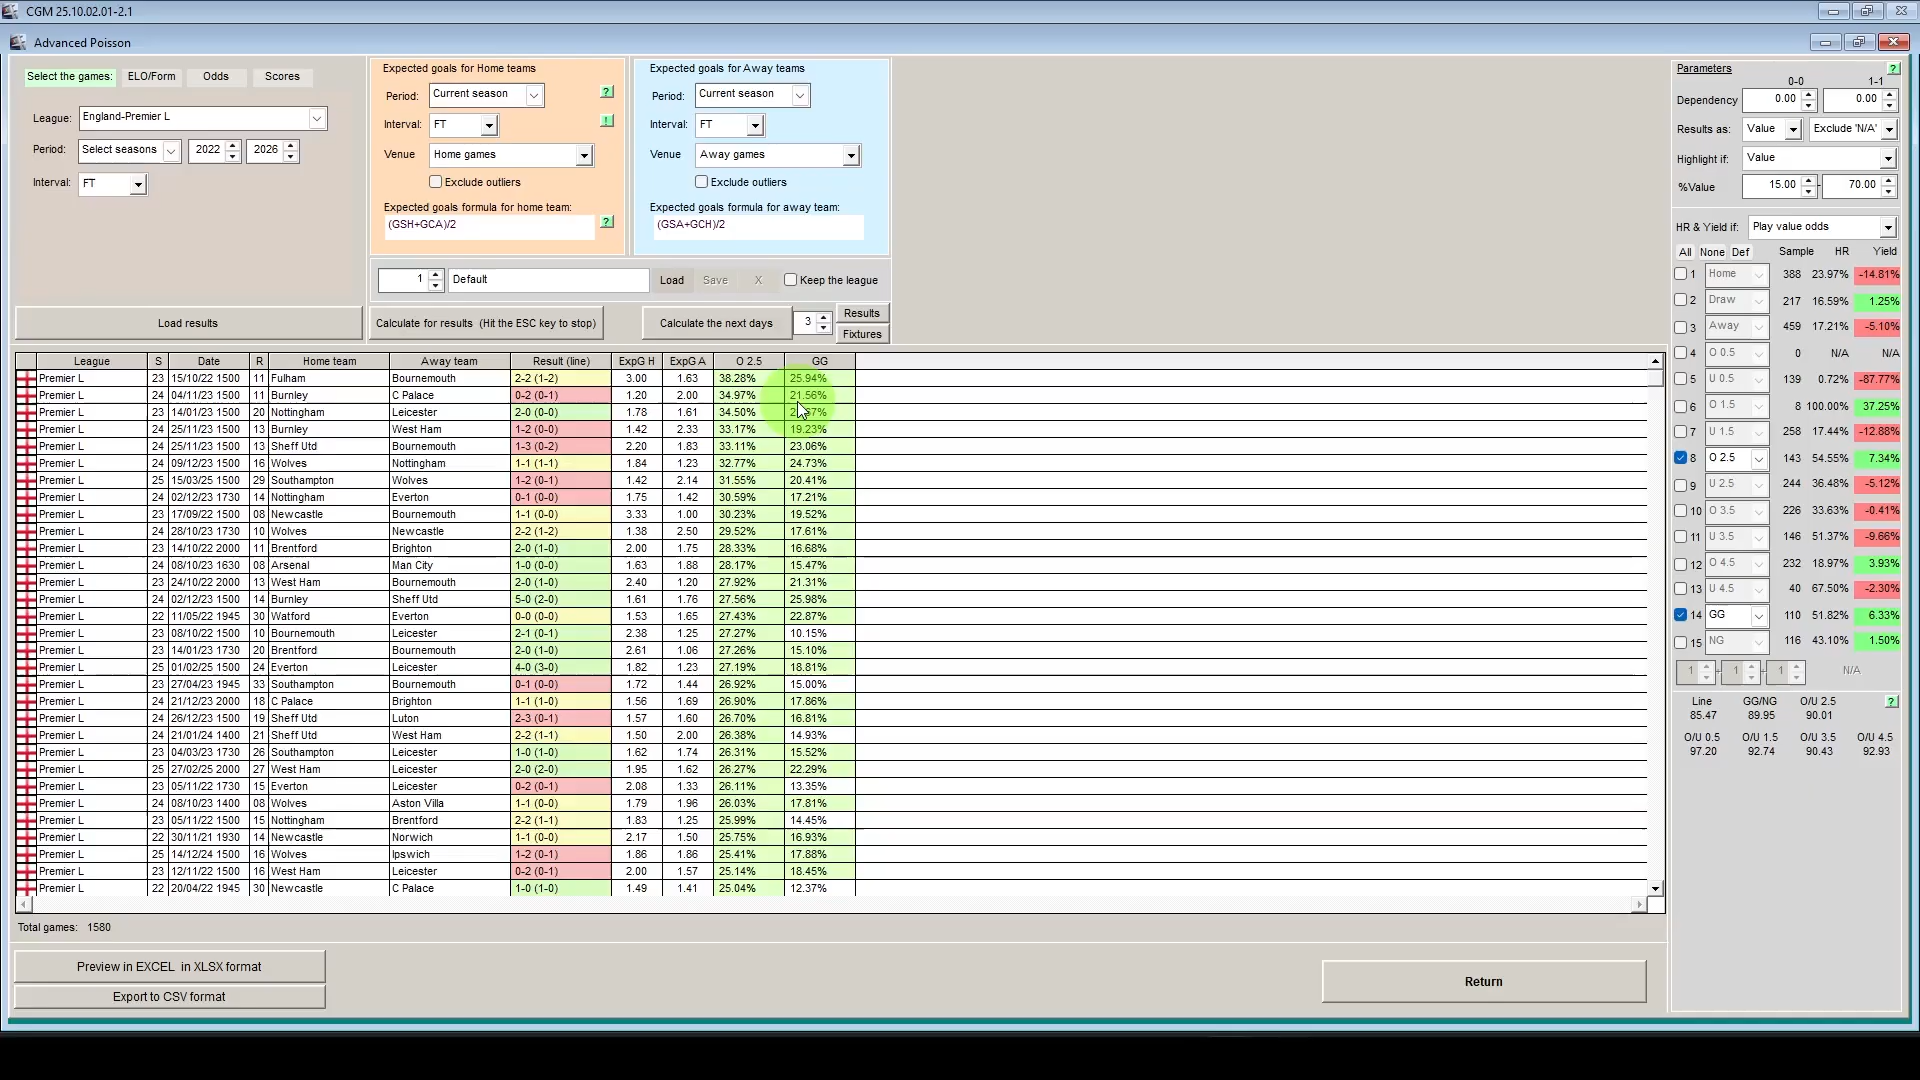 CGM 25.10.02.01-2.1
Advanced Poisson
Select the games: ELO/Form Odds Scores
League: England-Premier L
Period: Select seasons 2022 2026
Interval: FT
Load results
Expected goals for Home teams
Period: Current season ?
Interval: FT !
Venue Home games
Exclude outliers
Expected goals formula for home team:
(GSH+GCA)/2 ?
Expected goals for Away teams
Period: Current season
Interval: FT
Venue Away games
Exclude outliers
Expected goals formula for away team:
(GSA+GCH)/2
1 Default Load Save X Keep the league
Calculate for results (Hit the ESC key to stop) Calculate the next days 3 Results
Fixtures
League S Date R Home team Away team Result (line) ExpG H ExpG A O 2.5 GG
Premier L 23 15/10/22 1500 11 Fulham Bournemouth 2-2 (1-2) 3.00 1.63 38.28% 25.94%
Premier L 24 04/11/23 1500 11 Burnley C Palace 0-2 (0-1) 1.20 2.00 34.97% 21.56%
Premier L 23 14/01/23 1500 20 Nottingham Leicester 2-0 (0-0) 1.78 1.61 34.50%
Premier L 24 25/11/23 1500 13 Burnley West Ham 1-2 (0-0) 1.42 2.33 33.17% 19.23%
Premier L 24 25/11/23 1500 13 Sheff Utd Bournemouth 1-3 (0-2) 2.20 1.83 33.11% 23.06%
Premier L 24 09/12/23 1500 16 Wolves Nottingham 1-1 (1-1) 1.84 1.23 32.77% 24.73%
Premier L 25 15/03/25 1500 29 Southampton Wolves 1-2 (0-1) 1.42 2.14 31.55% 20.41%
Premier L 24 02/12/23 1730 14 Nottingham Everton 0-1 (0-0) 1.75 1.42 30.59% 17.21%
Premier L 23 17/09/22 1500 08 Newcastle Bournemouth 1-1 (0-0) 3.33 1.00 30.23% 19.52%
Premier L 24 28/10/23 1730 10 Wolves Newcastle 2-2 (1-2) 1.38 2.50 29.52% 17.61%
Premier L 23 14/10/22 2000 11 Brentford Brighton 2-0 (1-0) 2.00 1.75 28.33% 16.68%
Premier L 24 08/10/23 1630 08 Arsenal Man City 1-0 (0-0) 1.63 1.88 28.17% 15.47%
Premier L 23 24/10/22 2000 13 West Ham Bournemouth 2-0 (1-0) 2.40 1.20 27.92% 21.31%
Premier L 24 02/12/23 1500 14 Burnley Sheff Utd 5-0 (2-0) 1.61 1.76 27.56% 25.98%
Premier L 22 11/05/22 1945 30 Watford Everton 0-0 (0-0) 1.53 1.65 27.43% 22.87%
Premier L 23 08/10/22 1500 10 Bournemouth Leicester 2-1 (0-1) 2.38 1.25 27.27% 10.15%
Premier L 23 14/01/23 1730 20 Brentford Bournemouth 2-0 (1-0) 2.61 1.06 27.26% 15.10%
Premier L 25 01/02/25 1500 24 Everton Leicester 4-0 (3-0) 1.82 1.23 27.19% 18.81%
Premier L 23 27/04/23 1945 33 Southampton Bournemouth 0-1 (0-0) 1.72 1.44 26.92% 15.00%
Premier L 24 21/12/23 2000 18 C Palace Brighton 1-1 (1-0) 1.56 1.69 26.90% 17.86%
Premier L 24 26/12/23 1500 19 Sheff Utd Luton 2-3 (0-1) 1.57 1.60 26.70% 16.81%
Premier L 24 21/01/24 1400 21 Sheff Utd West Ham 2-2 (1-1) 1.50 2.00 26.38% 14.93%
Premier L 23 04/03/23 1730 26 Southampton Leicester 1-0 (1-0) 1.62 1.74 26.31% 15.52%
Premier L 25 27/02/25 2000 27 West Ham Leicester 2-0 (2-0) 1.95 1.62 26.27% 22.29%
Premier L 23 05/11/22 1730 15 Everton Leicester 0-2 (0-1) 2.08 1.33 26.11% 13.35%
Premier L 24 08/10/23 1400 08 Wolves Aston Villa 1-1 (0-0) 1.79 1.96 26.03% 17.81%
Premier L 23 05/11/22 1500 15 Nottingham Brentford 2-2 (1-1) 1.83 1.25 25.99% 14.45%
Premier L 22 30/11/21 1930 14 Newcastle Norwich 1-1 (0-0) 2.17 1.50 25.75% 16.93%
Premier L 25 14/12/24 1500 16 Wolves Ipswich 1-2 (0-1) 1.86 1.86 25.41% 17.88%
Premier L 23 12/11/22 1500 16 West Ham Leicester 0-2 (0-1) 2.00 1.57 25.14% 18.45%
Premier L 22 20/04/22 1945 30 Newcastle C Palace 1-0 (1-0) 1.49 1.41 25.04% 12.37%
Total games: 1580
Preview in EXCEL in XLSX format
Export to CSV format
Return
Parameters ?
0-0 1-1
Dependency 0.00 0.00
Results as: Value Exclude 'N/A'
Highlight if: Value
%Value 15.00 - 70.00
HR & Yield if: Play value odds
All None Def Sample HR Yield
1 Home 388 23.97% -14.81%
2 Draw 217 16.59% 1.25%
3 Away 459 17.21% -5.10%
4 O 0.5 0 N/A N/A
5 U 0.5 139 0.72% -87.77%
6 O 1.5 8 100.00% 37.25%
7 U 1.5 258 17.44% -12.88%
8 O 2.5 143 54.55% 7.34%
9 U 2.5 244 36.48% -5.12%
10 O 3.5 226 33.63% -0.41%
11 U 3.5 146 51.37% -9.66%
12 O 4.5 232 18.97% 3.93%
13 U 4.5 40 67.50% -2.30%
14 GG 110 51.82% 6.33%
15 NG 116 43.10% 1.50%
1 + 1 + 1 N/A
Line GG/NG O/U 2.5 ?
85.47 89.95 90.01
O/U 0.5 O/U 1.5 O/U 3.5 O/U 4.5
97.20 92.74 90.43 92.93